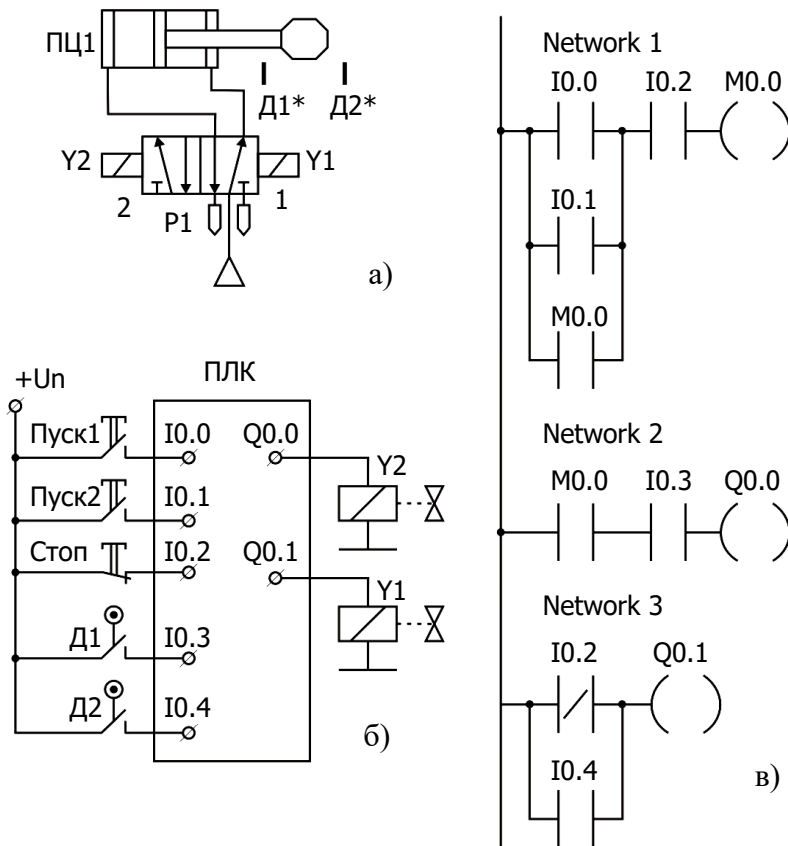 ПЦ1
Д1* Д2*
Y2 Y1
2 P1 1
а)
+Un ПЛК
Пуск1 I0.0 Q0.0 Y2
Пуск2 I0.1
Стоп I0.2 Q0.1 Y1
Д1 I0.3
Д2 I0.4
б)
Network 1
I0.0 I0.2 M0.0
I0.1
M0.0
Network 2
M0.0 I0.3 Q0.0
Network 3
I0.2 Q0.1
I0.4
в)